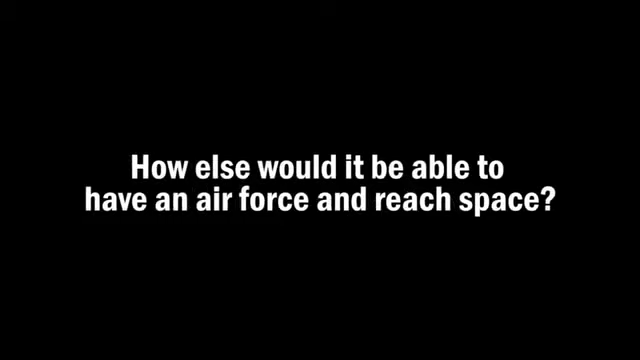 How else would it be able to
have an air force and reach space?